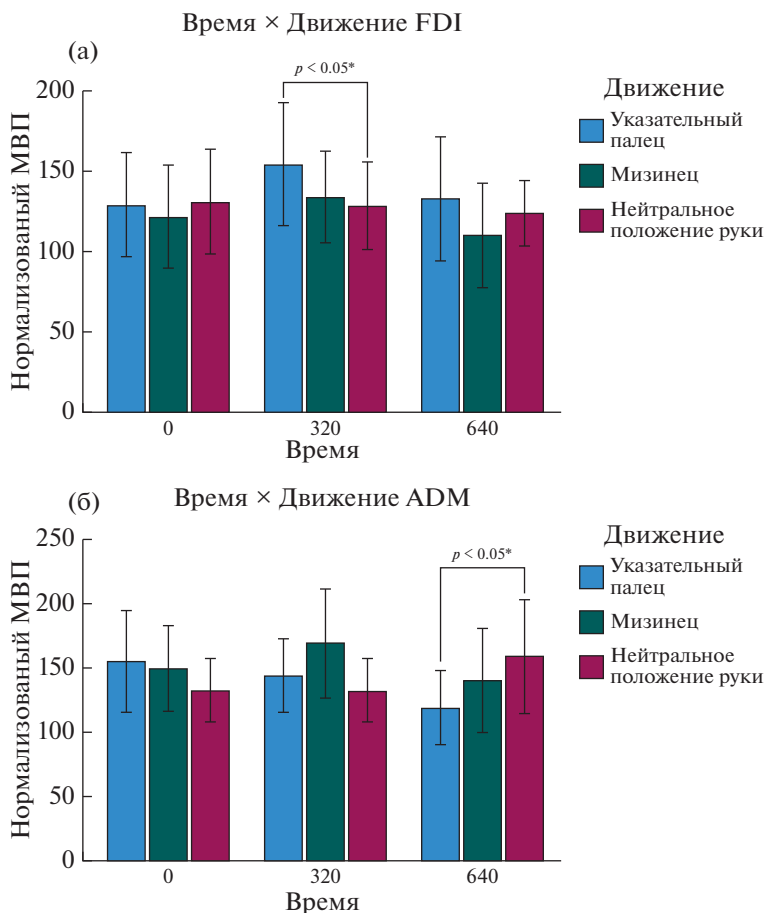 Время × Движение FDI
(а)
p < 0.05*
Нормализованый МВП
200
150
100
50
0
0
320
640
Время
Движение
Указательный
палец
Мизинец
Нейтральное
положение руки
(б)
Время × Движение ADM
p < 0.05*
Нормализованый МВП
250
200
150
100
50
0
0
320
640
Время
Движение
Указательный
палец
Мизинец
Нейтральное
положение руки